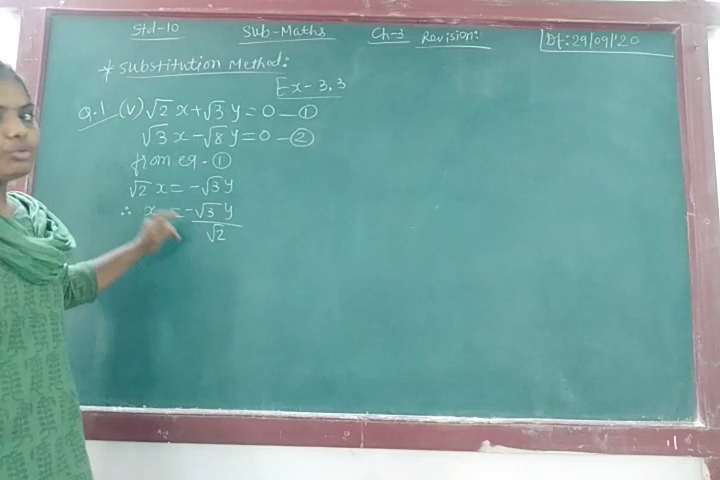 Std-10 Sub-Maths Ch-3 Revision: Dt:29/09/'20
* Substitution Method:
Ex-3.3
Q.1 (v) √2 x + √3 y = 0 — ①
√3 x - √8 y = 0 — ②
from eq - ①
√2 x = - √3 y
∴ x = - √3 y
√2